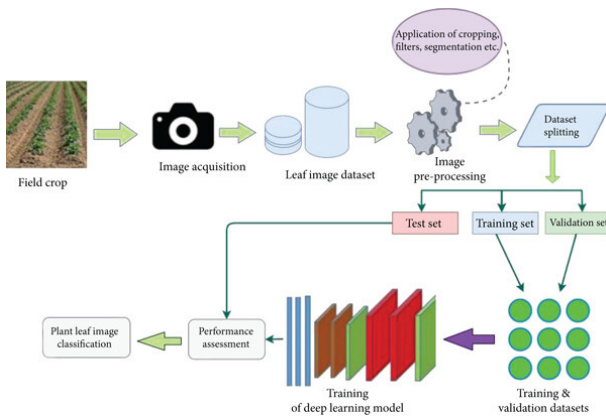 Application of cropping,
filters, segmentation etc.
Field crop
Image acquisition
Leaf image dataset
Image
pre-processing
Dataset
splitting
Test set
Training set
Validation set
Plant leaf image
classification
Performance
assessment
Training
of deep learning model
Training &
validation datasets